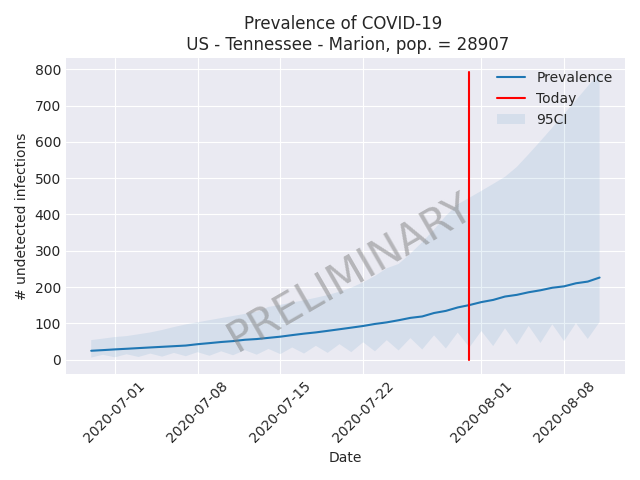 Prevalence of COVID-19
US - Tennessee - Marion, pop. = 28907
# undetected infections
800
700
600
500
400
300
200
100
0
Prevalence
Today
95CI
PRELIMINARY
2020-07-01
2020-07-08
2020-07-15
2020-07-22
2020-08-01
2020-08-08
Date